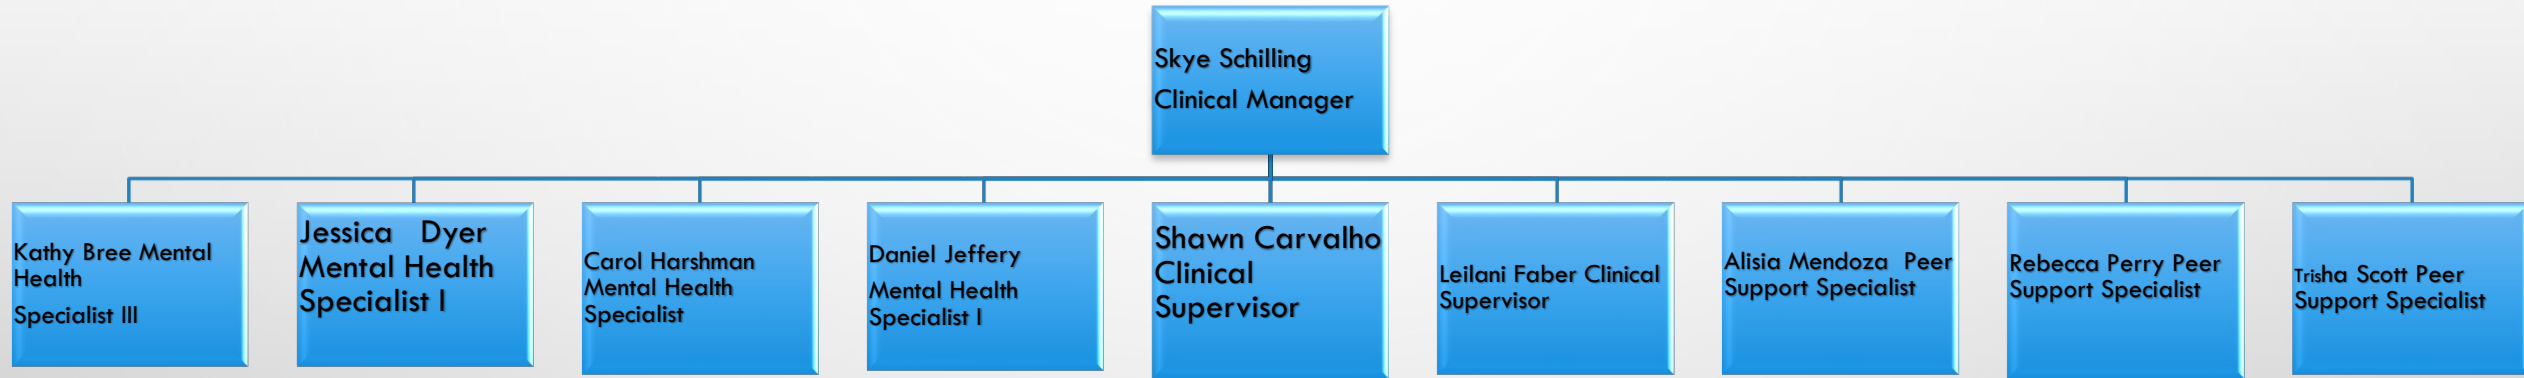 Skye Schilling
Clinical Manager
Kathy Bree Mental
Health
Specialist lll
Jessica Dyer
Mental Health
Specialist I
Carol Harshman
Mental Health
Specialist
Daniel Jeffery
Mental Health
Specialist I
Shawn Carvalho
Clinical
Supervisor
Leilani Faber Clinical
Supervisor
Alisia Mendoza Peer
Support Specialist
Rebecca Perry Peer
Support Specialist
Trisha Scott Peer
Support Specialist